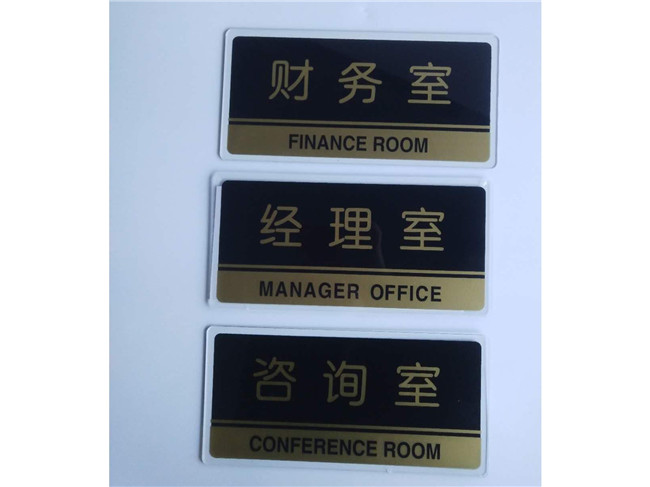 财务室
FINANCE ROOM
经理室
MANAGER OFFICE
咨询室
CONFERENCE ROOM